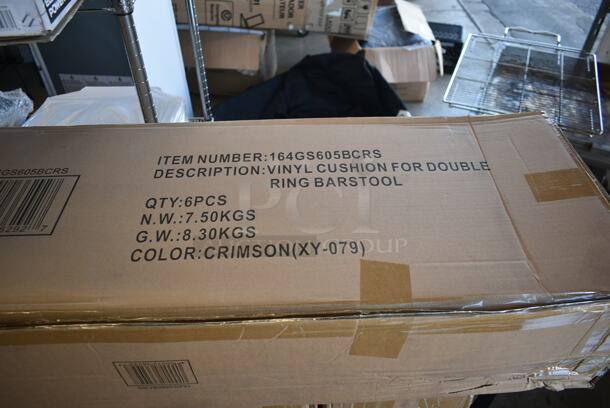 ITEM NUMBER:164GS605BCRS
DESCRIPTION:VINYL CUSHION FOR DOUBLE
RING BARSTOOL
QTY:6PCS
N.W.:7.50KGS
G.W.:8.30KGS
COLOR:CRIMSON(XY-079)
GS605BCRS
PCI